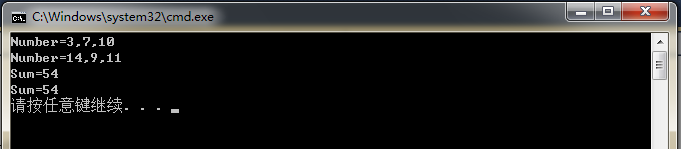 C:\Windows\system32\cmd.exe
Number=3,7,10
Number=14,9,11
Sum=54
Sum=54
请按任意键继续. . .